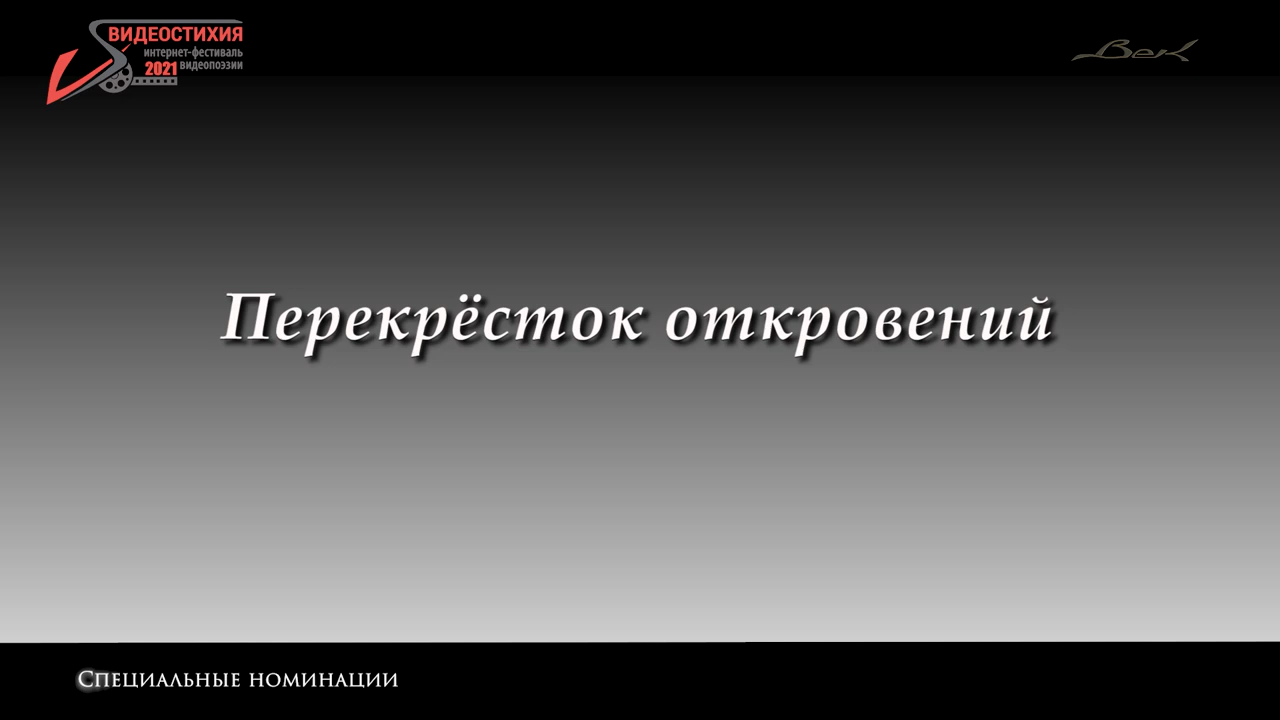 ВИДЕОСТИХИЯ
интернет-фестиваль
2021 видеопоэзии
Век
Перекрёсток откровений
Специальные номинации